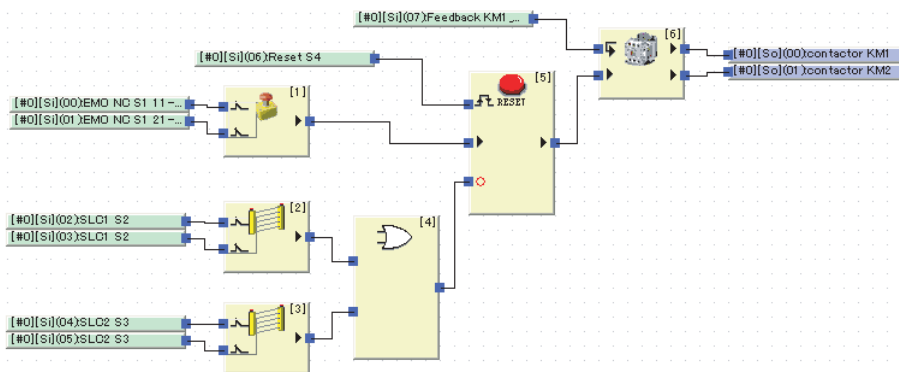 [#0][Si](07):Feedback KM1 _...
[6]
[#0][So](00):contactor KM1
[#0][So](01):contactor KM2
[#0][Si](06):Reset S4
[5]
RESET
[#0][Si](00):EMO NC S1 11-...
[#0][Si](01):EMO NC S1 21-...
[1]
[#0][Si](02):SLC1 S2
[#0][Si](03):SLC1 S2
[2]
[4]
[#0][Si](04):SLC2 S3
[#0][Si](05):SLC2 S3
[3]